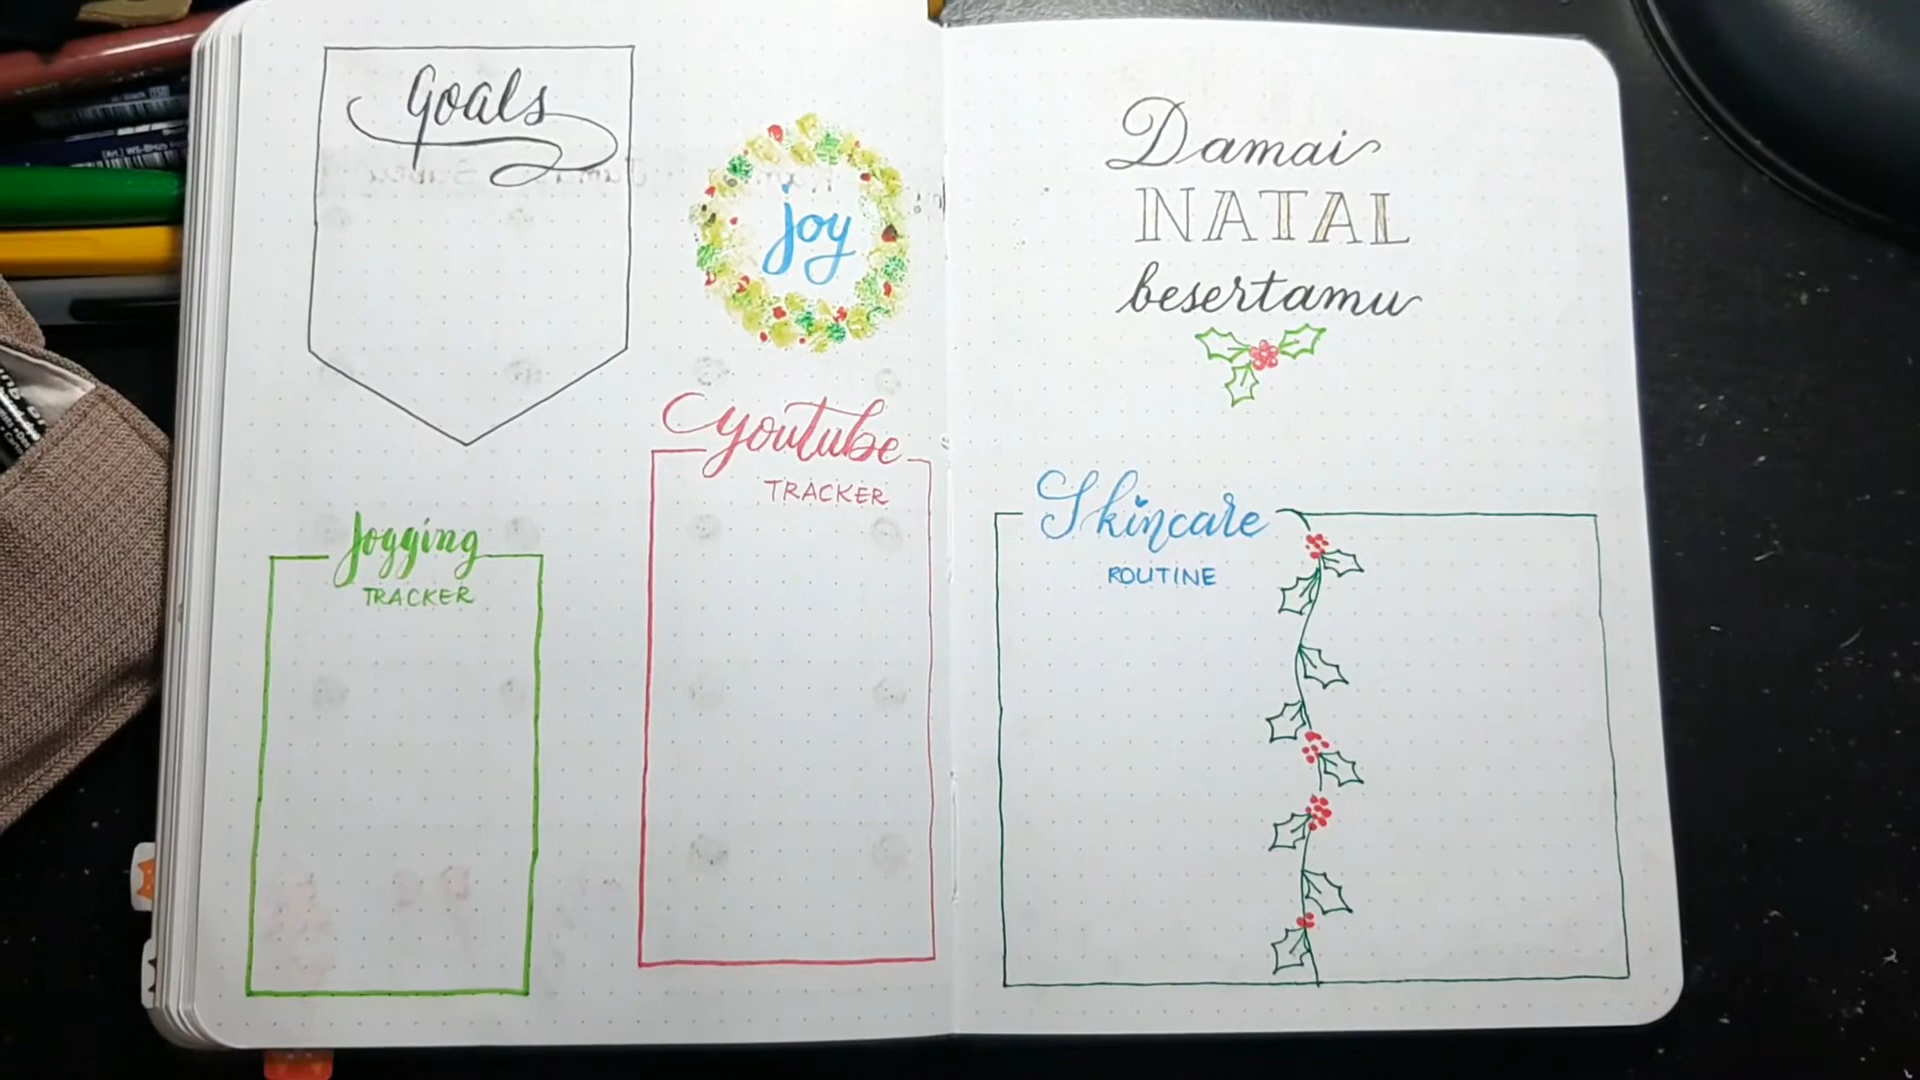 Goals
joy
Youtube
TRACKER
Jogging
TRACKER
Damai
NATAL
besertamu
Skincare
ROUTINE